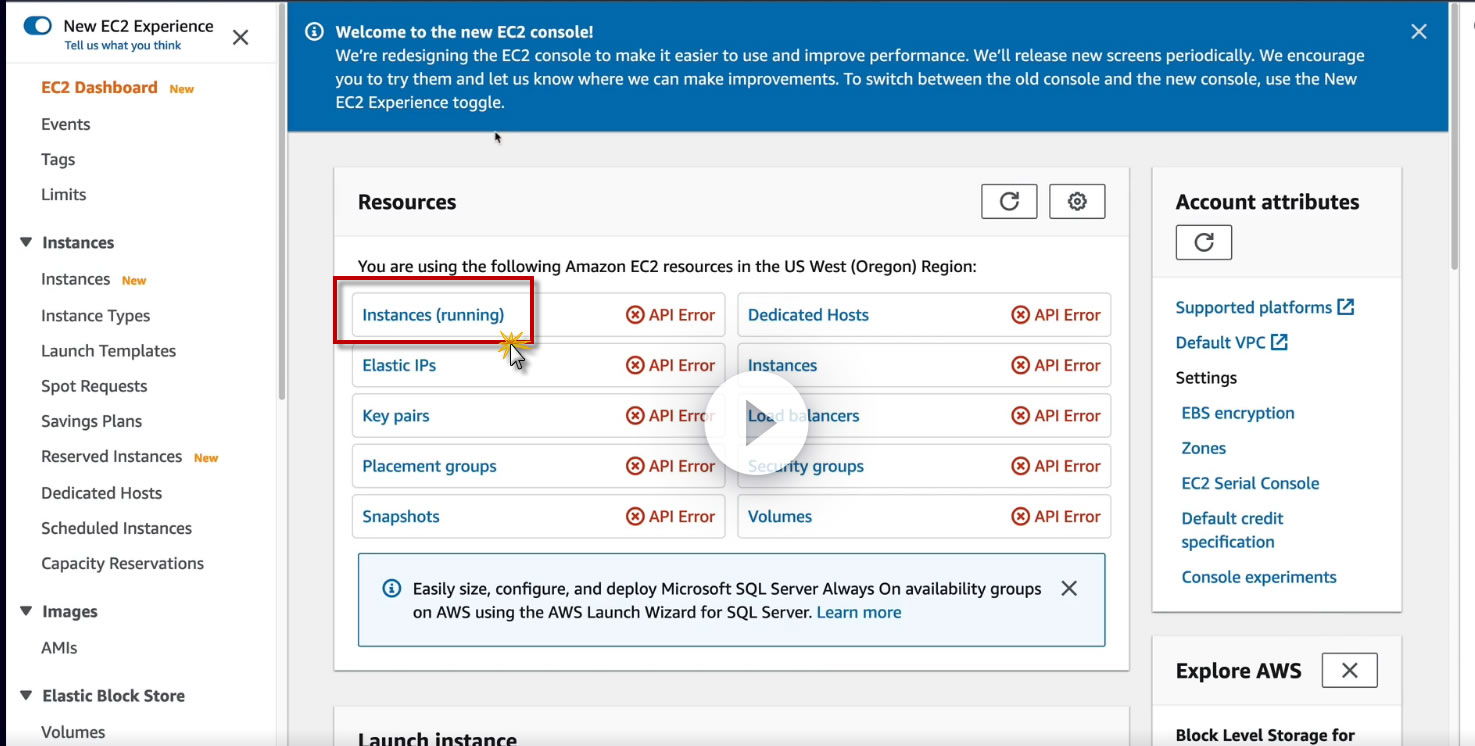 New EC2 Experience
Tell us what you think
EC2 Dashboard New
Events
Tags
Limits
Instances
Instances New
Instance Types
Launch Templates
Spot Requests
Savings Plans
Reserved Instances New
Dedicated Hosts
Scheduled Instances
Capacity Reservations
Images
AMIs
Elastic Block Store
Volumes
Welcome to the new EC2 console!
We're redesigning the EC2 console to make it easier to use and improve performance. We'll release new screens periodically. We encourage
you to try them and let us know where we can make improvements. To switch between the old console and the new console, use the New
EC2 Experience toggle.
Resources
You are using the following Amazon EC2 resources in the US West (Oregon) Region:
Instances (running) API Error
Dedicated Hosts API Error
Elastic IPs API Error
Instances API Error
Key pairs API Error
Load balancers API Error
Placement groups API Error
Security groups API Error
Snapshots API Error
Volumes API Error
Easily size, configure, and deploy Microsoft SQL Server Always On availability groups
on AWS using the AWS Launch Wizard for SQL Server. Learn more
Launch instance
Account attributes
Supported platforms
Default VPC
Settings
EBS encryption
Zones
EC2 Serial Console
Default credit
specification
Console experiments
Explore AWS
Block Level Storage for